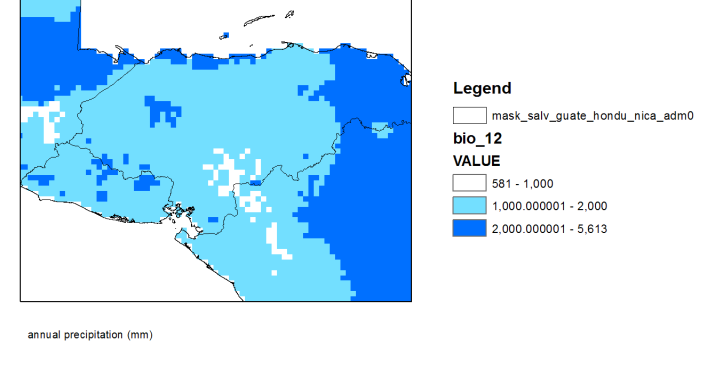 Legend
mask_salv_guate_hondu_nica_adm0
bio_12
VALUE
581 - 1,000
1,000.000001 - 2,000
2,000.000001 - 5,613
annual precipitation (mm)